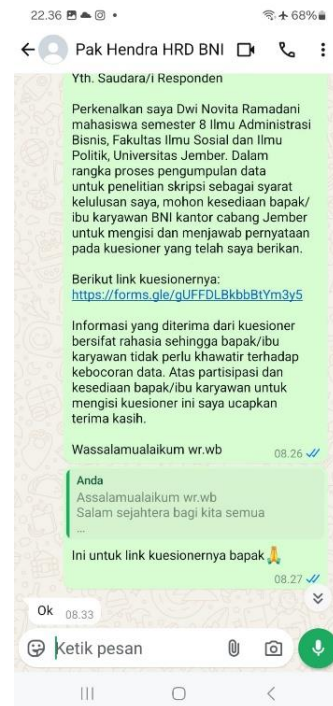 22.36
68%
Pak Hendra HRD BNI
Yth. Saudara/i Responden
Perkenalkan saya Dwi Novita Ramadani
mahasiswa semester 8 Ilmu Administrasi
Bisnis, Fakultas Ilmu Sosial dan Ilmu
Politik, Universitas Jember. Dalam
rangka proses pengumpulan data
untuk penelitian skripsi sebagai syarat
kelulusan saya, mohon kesediaan bapak/
ibu karyawan BNI kantor cabang Jember
untuk mengisi dan menjawab pernyataan
pada kuesioner yang telah saya berikan.
Berikut link kuesionernya:
https://forms.gle/gUFFDLBkbbBtYm3y5
Informasi yang diterima dari kuesioner
bersifat rahasia sehingga bapak/ibu
karyawan tidak perlu khawatir terhadap
kebocoran data. Atas partisipasi dan
kesediaan bapak/ibu karyawan untuk
mengisi kuesioner ini saya ucapkan
terima kasih.
Wassalamualaikum wr.wb
08.26
Anda
Assalamualaikum wr.wb
Salam sejahtera bagi kita semua
...
Ini untuk link kuesionernya bapak🙏
08.27
Ok 08.33
Ketik pesan